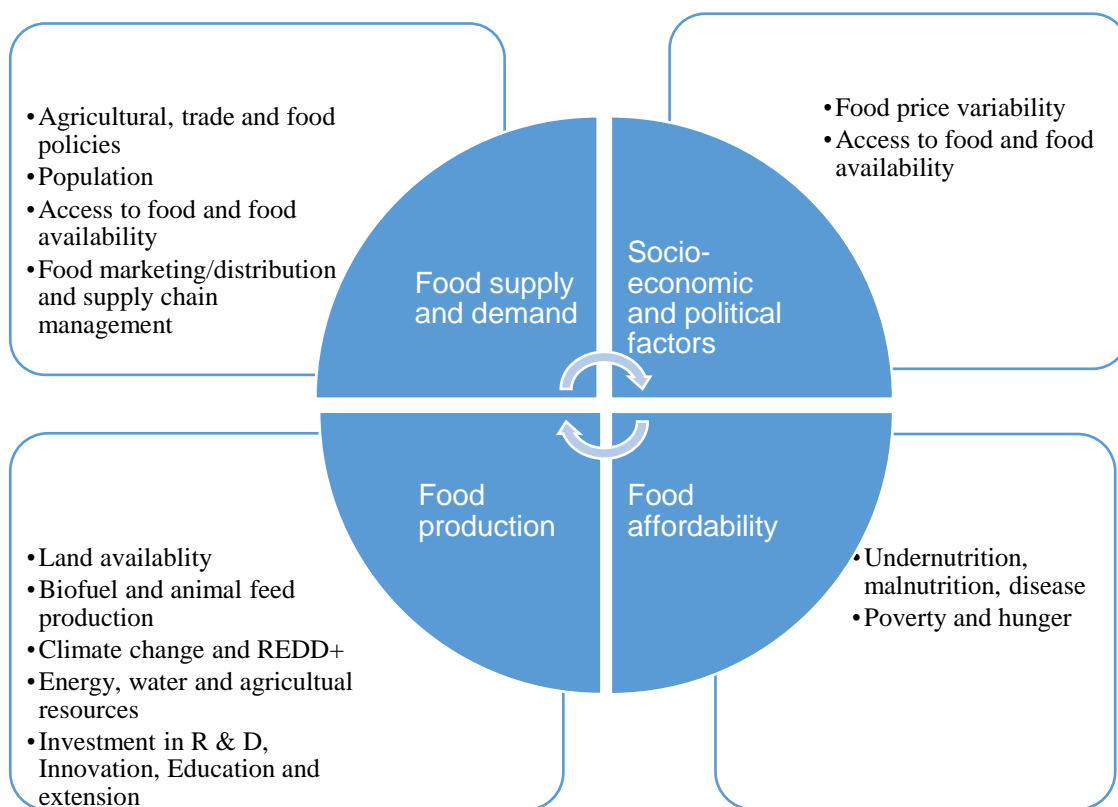 •Agricultural, trade and food
policies
•Population
•Access to food and food
availability
•Food marketing/distribution
and supply chain
management
•Food price variability
•Access to food and food
availability
Food supply
and demand
Socio-
economic
and political
factors
Food
production
Food
affordability
•Land availablity
•Biofuel and animal feed
production
•Climate change and REDD+
•Energy, water and agricultual
resources
•Investment in R & D,
Innovation, Education and
extension
•Undernutrition,
malnutrition, disease
•Poverty and hunger